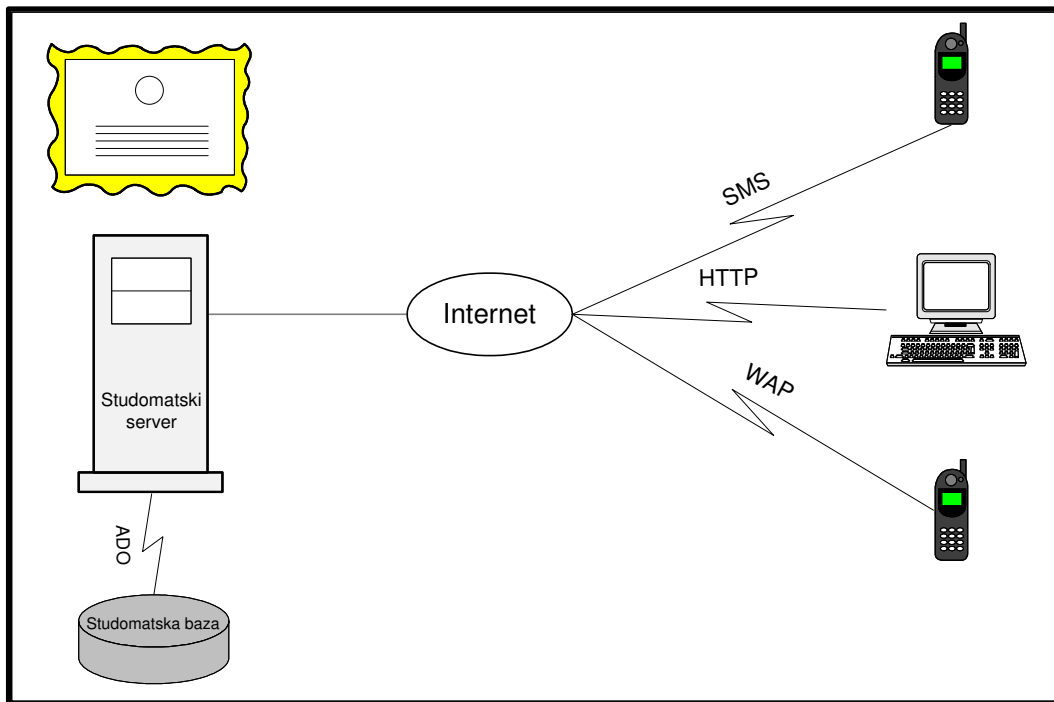 SMS
HTTP
Internet
WAP
Studomatski
server
ADO
Studomatska baza